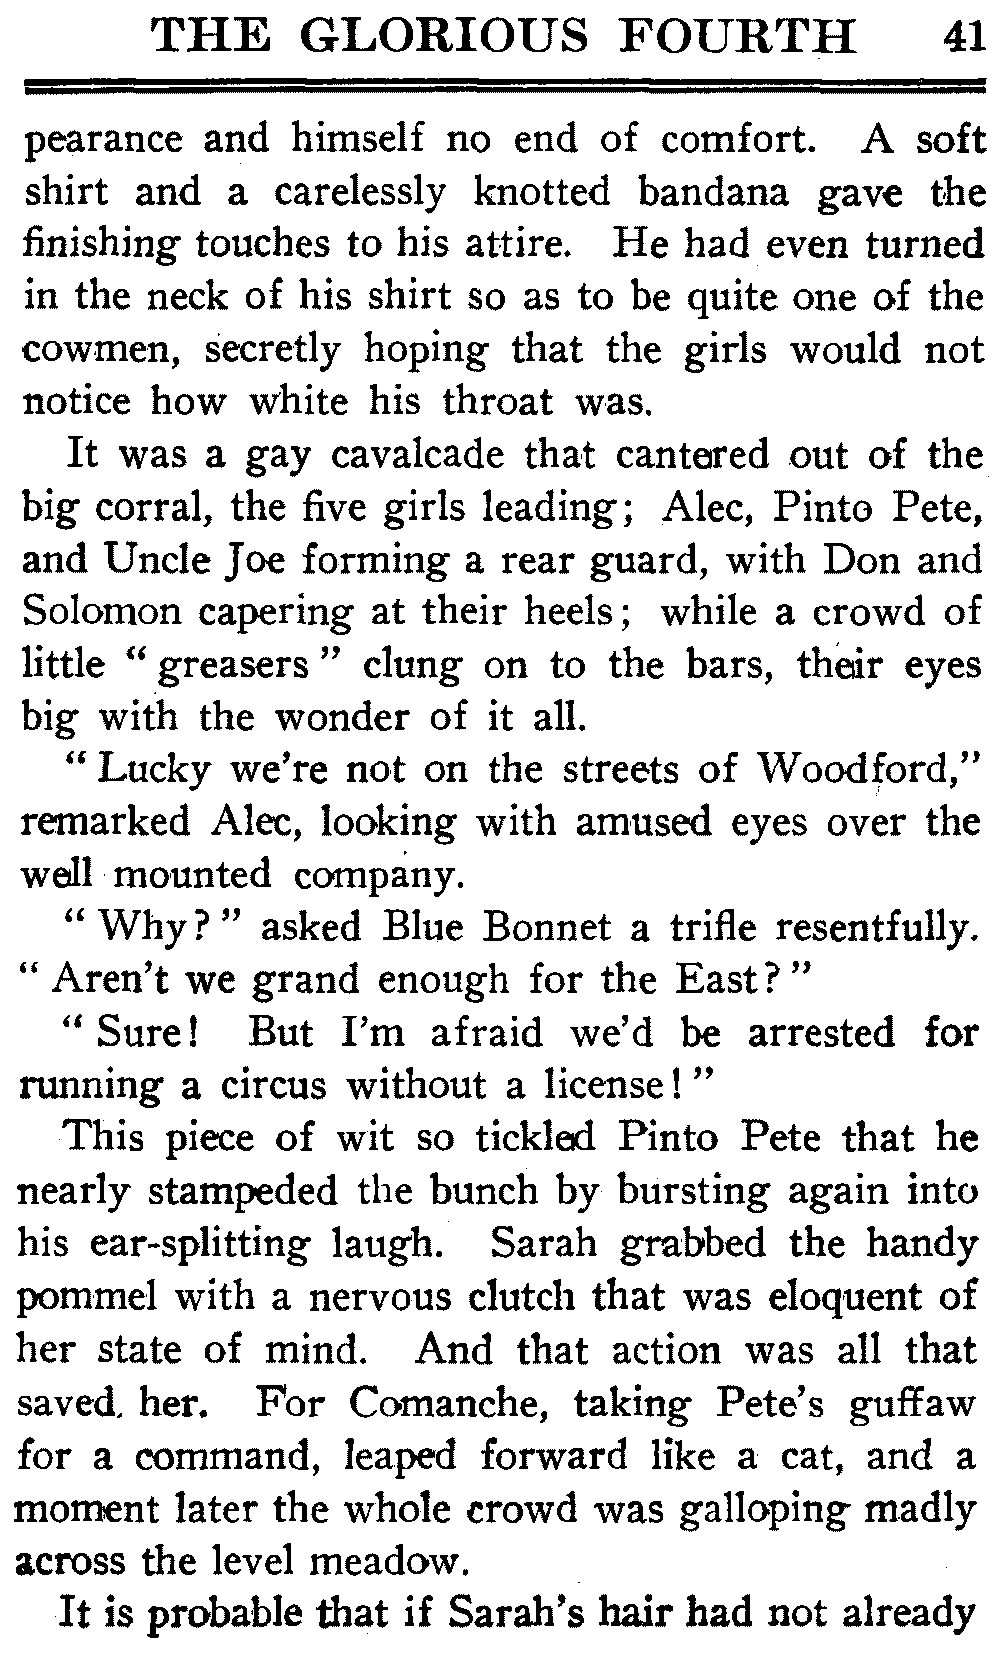 THE GLORIOUS FOURTH 41
pearance and himself no end of comfort. A soft
shirt and a carelessly knotted bandana gave the
finishing touches to his attire. He had even turned
in the neck of his shirt so as to be quite one of the
cowmen, secretly hoping that the girls would not
notice how white his throat was.
It was a gay cavalcade that cantered out of the
big corral, the five girls leading; Alec, Pinto Pete,
and Uncle Joe forming a rear guard, with Don and
Solomon capering at their heels; while a crowd of
little " greasers " clung on to the bars, their eyes
big with the wonder of it all.
" Lucky we're not on the streets of Woodford,"
remarked Alec, looking with amused eyes over the
well mounted company.
" Why? " asked Blue Bonnet a trifle resentfully.
" Aren't we grand enough for the East? "
" Sure! But I'm afraid we'd be arrested for
running a circus without a license! "
This piece of wit so tickled Pinto Pete that he
nearly stampeded the bunch by bursting again into
his ear-splitting laugh. Sarah grabbed the handy
pommel with a nervous clutch that was eloquent of
her state of mind. And that action was all that
saved her. For Comanche, taking Pete's guffaw
for a command, leaped forward like a cat, and a
moment later the whole crowd was galloping madly
across the level meadow.
It is probable that if Sarah's hair had not already